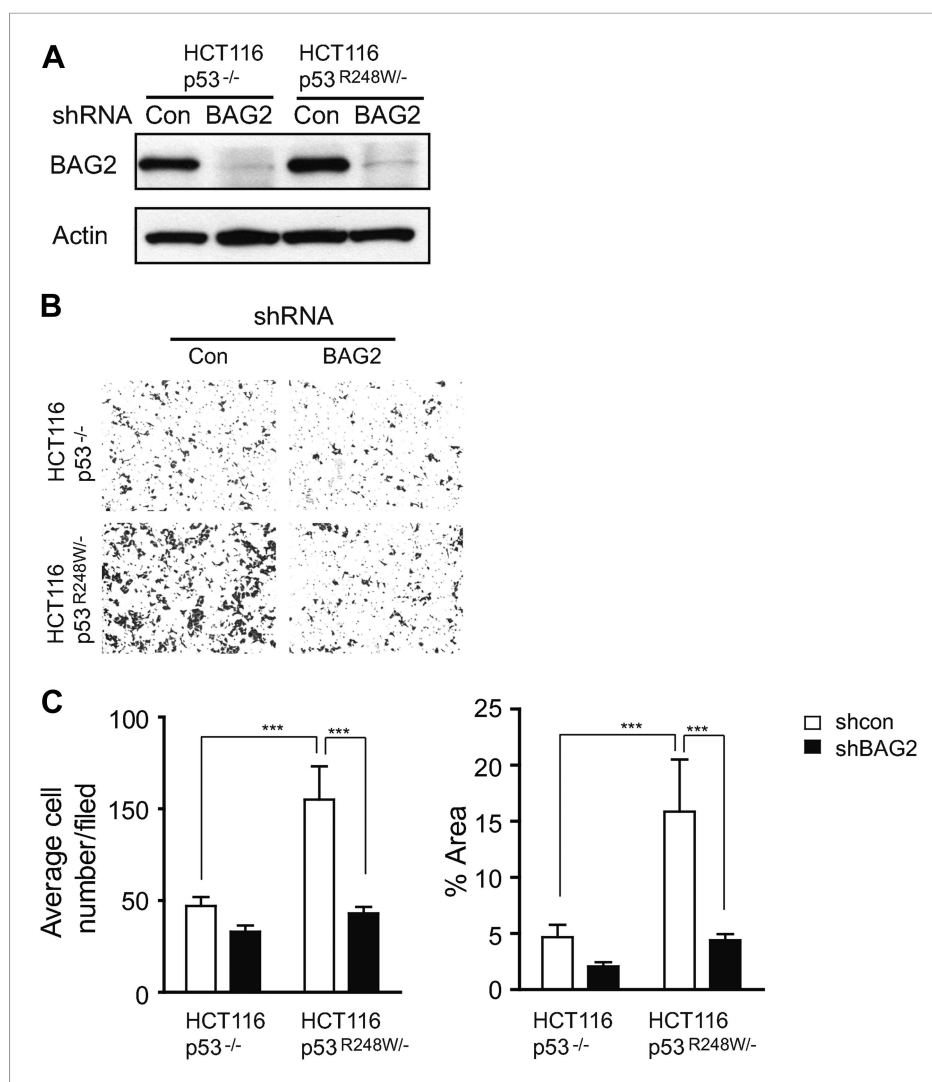 A
HCT116 HCT116
p53 -/- p53 R248W/-
shRNA Con BAG2 Con BAG2
BAG2
Actin
B
shRNA
Con BAG2
HCT116
p53 -/-
HCT116
p53 R248W/-
C
Average cell
number/filed
100
150
50
0
***
***
HCT116
p53 -/-
HCT116
p53 R248W/-
% Area
25
20
15
10
5
0
***
***
HCT116
p53 -/-
HCT116
p53 R248W/-
shcon
shBAG2